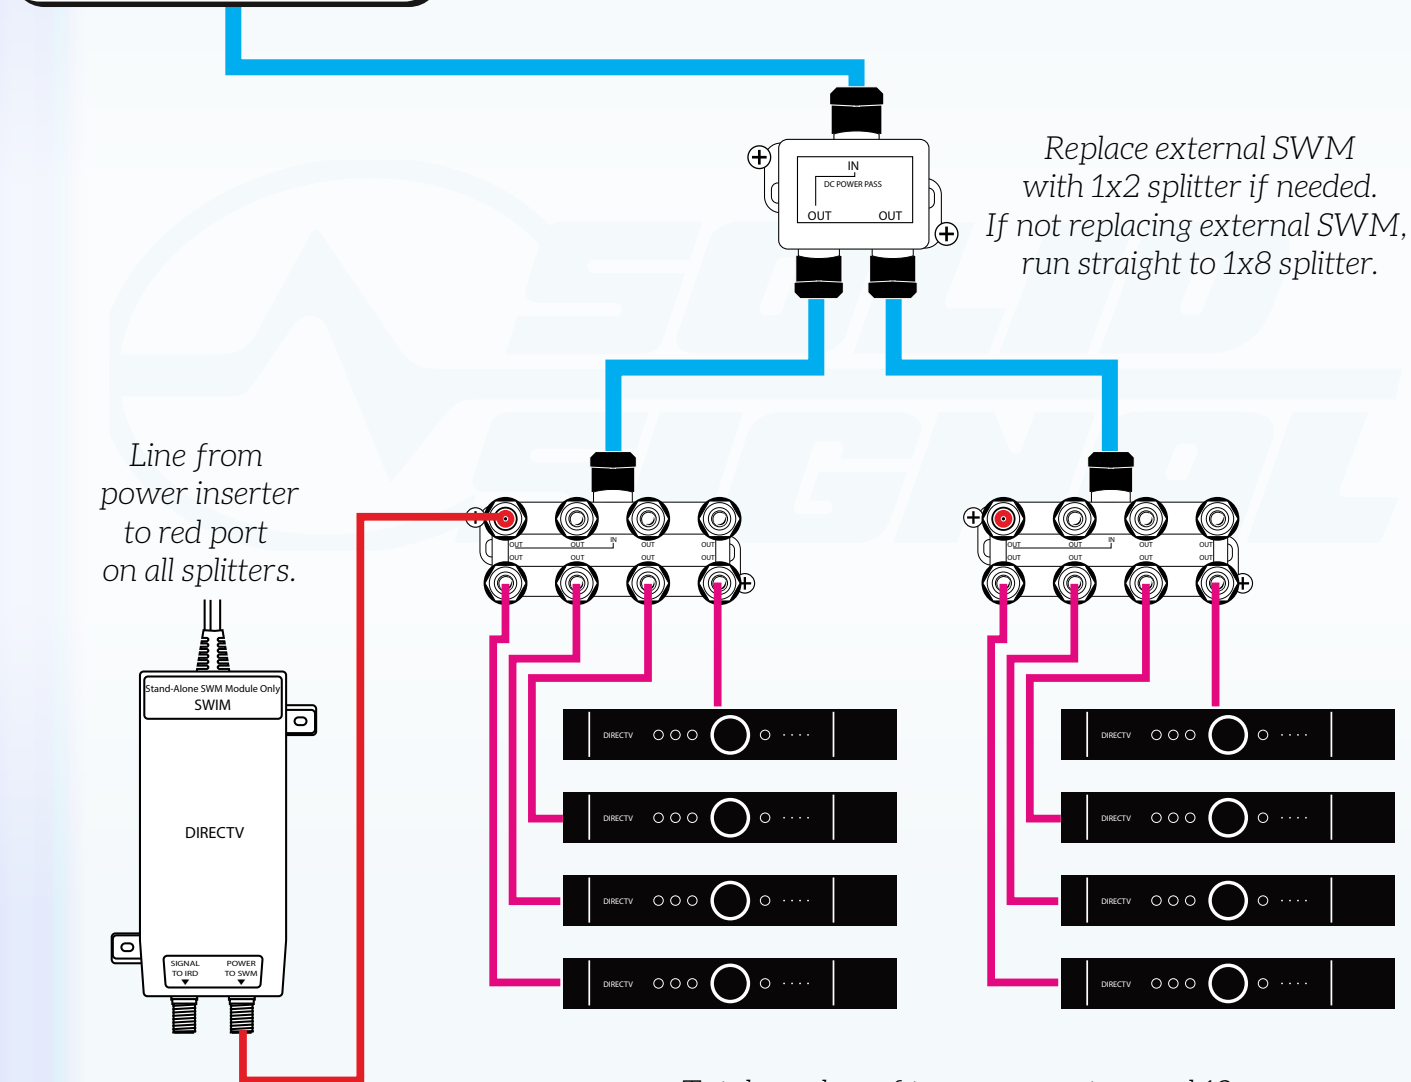 IN
DC POWER PASS
OUT OUT
Replace external SWM
with 1x2 splitter if needed.
If not replacing external SWM,
run straight to 1x8 splitter.
SOLID
SIGNAL
Line from
power inserter
to red port
on all splitters.
IN
OUT OUT OUT OUT
OUT OUT OUT OUT
IN
OUT OUT OUT OUT
OUT OUT OUT OUT
Stand-Alone SWM Module Only
SWIM
DIRECTV
SIGNAL
TO IRD
POWER
TO SWM
DIRECTV
DIRECTV
DIRECTV
DIRECTV
DIRECTV
DIRECTV
DIRECTV
DIRECTV